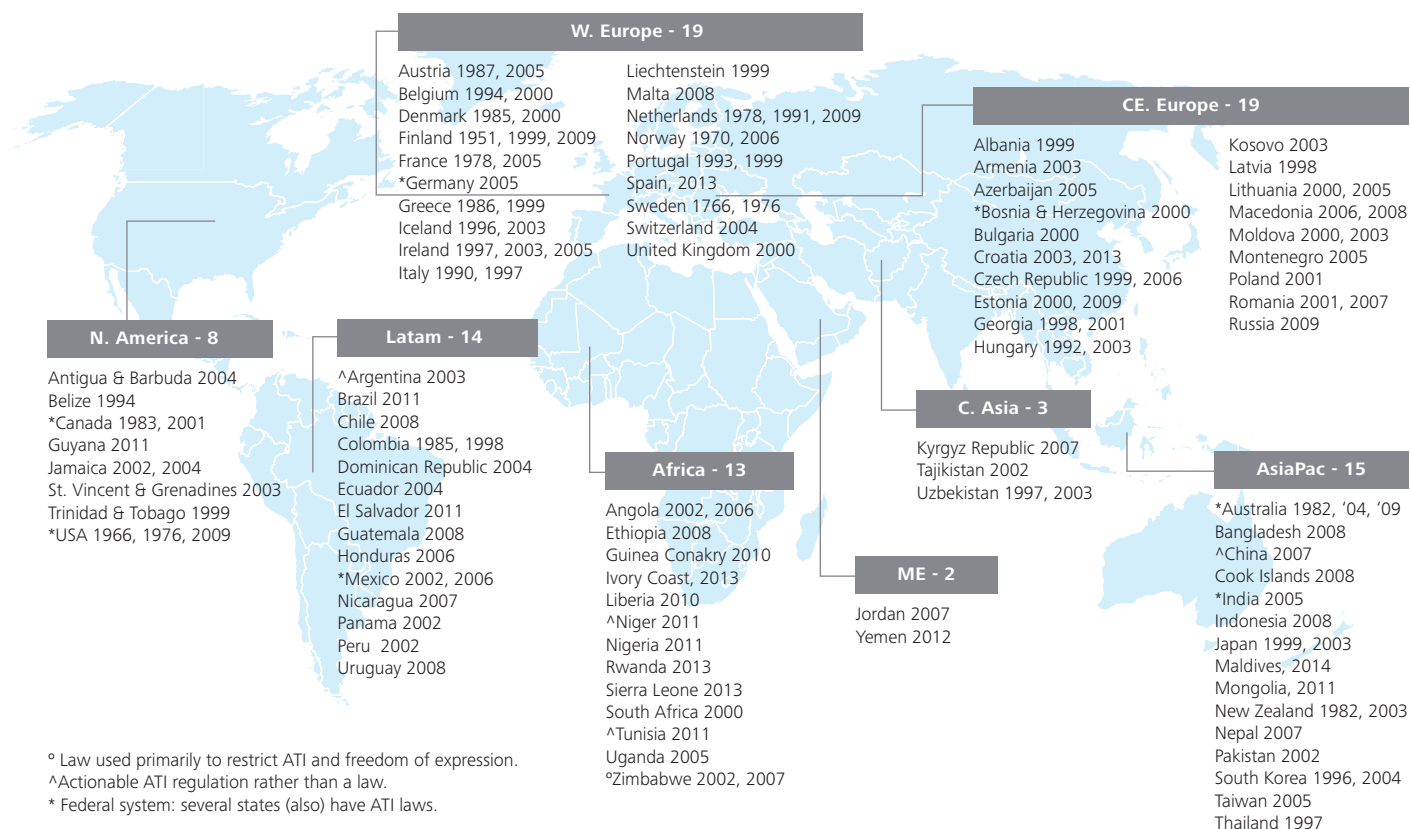 W. Europe - 19
Austria 1987, 2005
Belgium 1994, 2000
Denmark 1985, 2000
Finland 1951, 1999, 2009
France 1978, 2005
*Germany 2005
Greece 1986, 1999
Iceland 1996, 2003
Ireland 1997, 2003, 2005
Italy 1990, 1997
Liechtenstein 1999
Malta 2008
Netherlands 1978, 1991, 2009
Norway 1970, 2006
Portugal 1993, 1999
Spain, 2013
Sweden 1766, 1976
Switzerland 2004
United Kingdom 2000
CE. Europe - 19
Albania 1999
Armenia 2003
Azerbaijan 2005
*Bosnia & Herzegovina 2000
Bulgaria 2000
Croatia 2003, 2013
Czech Republic 1999, 2006
Estonia 2000, 2009
Georgia 1998, 2001
Hungary 1992, 2003
Kosovo 2003
Latvia 1998
Lithuania 2000, 2005
Macedonia 2006, 2008
Moldova 2000, 2003
Montenegro 2005
Poland 2001
Romania 2001, 2007
Russia 2009
N. America - 8
Antigua & Barbuda 2004
Belize 1994
*Canada 1983, 2001
Guyana 2011
Jamaica 2002, 2004
St. Vincent & Grenadines 2003
Trinidad & Tobago 1999
*USA 1966, 1976, 2009
Latam - 14
^Argentina 2003
Brazil 2011
Chile 2008
Colombia 1985, 1998
Dominican Republic 2004
Ecuador 2004
El Salvador 2011
Guatemala 2008
Honduras 2006
*Mexico 2002, 2006
Nicaragua 2007
Panama 2002
Peru  2002
Uruguay 2008
Africa - 13
Angola 2002, 2006
Ethiopia 2008
Guinea Conakry 2010
Ivory Coast, 2013
Liberia 2010
^Niger 2011
Nigeria 2011
Rwanda 2013
Sierra Leone 2013
South Africa 2000
^Tunisia 2011
Uganda 2005
ºZimbabwe 2002, 2007
C. Asia - 3
Kyrgyz Republic 2007
Tajikistan 2002
Uzbekistan 1997, 2003
ME - 2
Jordan 2007
Yemen 2012
AsiaPac - 15
*Australia 1982, ‘04, ‘09
Bangladesh 2008
^China 2007
Cook Islands 2008
*India 2005
Indonesia 2008
Japan 1999, 2003
Maldives, 2014
Mongolia, 2011
New Zealand 1982, 2003
Nepal 2007
Pakistan 2002
South Korea 1996, 2004
Taiwan 2005
Thailand 1997
º Law used primarily to restrict ATI and freedom of expression.
^Actionable ATI regulation rather than a law.
* Federal system: several states (also) have ATI laws.